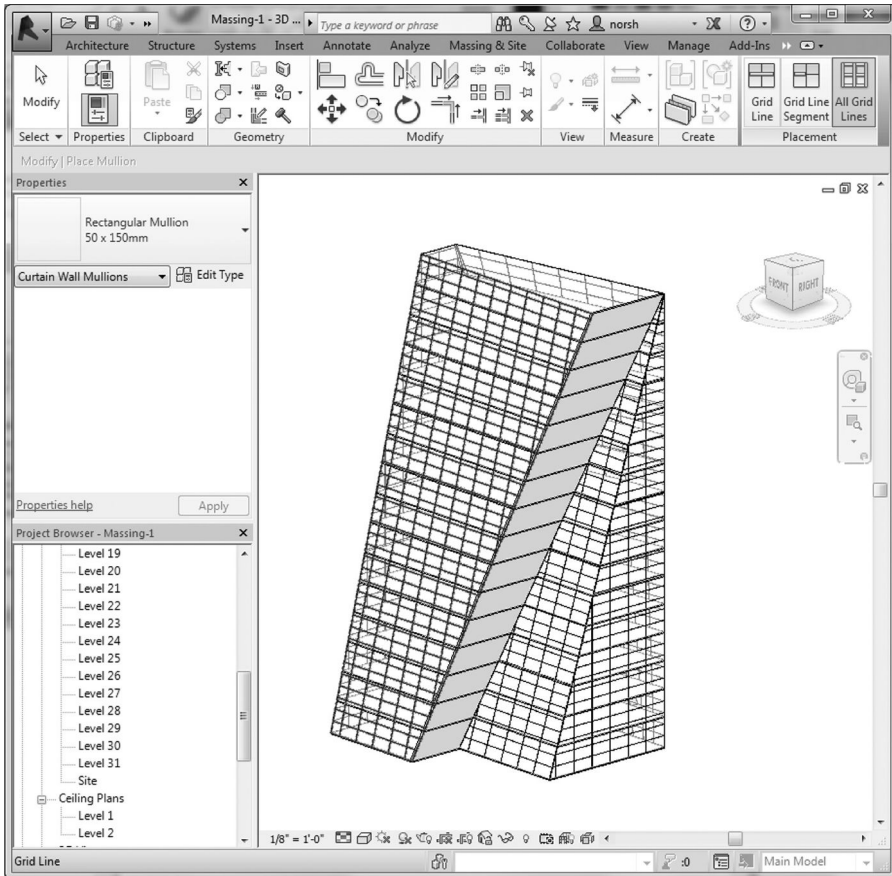 Massing-1 - 3D ... Type a keyword or phrase norsh
Architecture Structure Systems Insert Annotate Analyze Massing & Site Collaborate View Manage Add-Ins
Modify Paste Grid Line Grid Line Segment All Grid Lines
Select Properties Clipboard Geometry Modify View Measure Create Placement
Modify | Place Mullion
Properties
Rectangular Mullion
50 x 150mm
Curtain Wall Mullions Edit Type
FRONT RIGHT
Properties help Apply
Project Browser - Massing-1
Level 19
Level 20
Level 21
Level 22
Level 23
Level 24
Level 25
Level 26
Level 27
Level 28
Level 29
Level 30
Level 31
Site
Ceiling Plans
Level 1
Level 2
1/8" = 1'-0"
Grid Line :0 Main Model